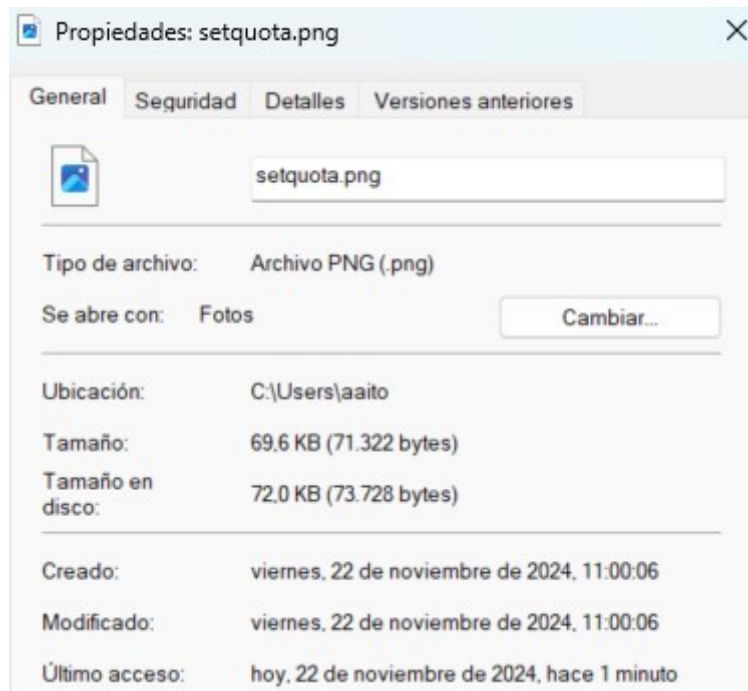 Propiedades: setquota.png
General Seguridad Detalles Versiones anteriores
setquota.png
Tipo de archivo: Archivo PNG (.png)
Se abre con: Fotos Cambiar...
Ubicación: C:\Users\aaito
Tamaño: 69,6 KB (71.322 bytes)
Tamaño en disco: 72,0 KB (73.728 bytes)
Creado: viernes, 22 de noviembre de 2024, 11:00:06
Modificado: viernes, 22 de noviembre de 2024, 11:00:06
Último acceso: hoy, 22 de noviembre de 2024, hace 1 minuto